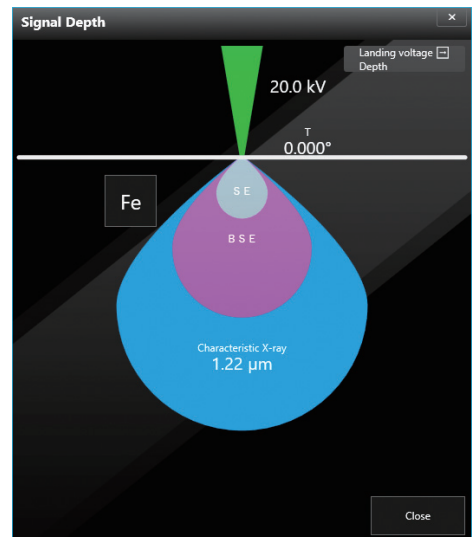 Signal Depth
Landing voltage
Depth
20.0 kV
T
0.000°
Fe
S E
B S E
Characteristic X-ray
1.22 μm
Close